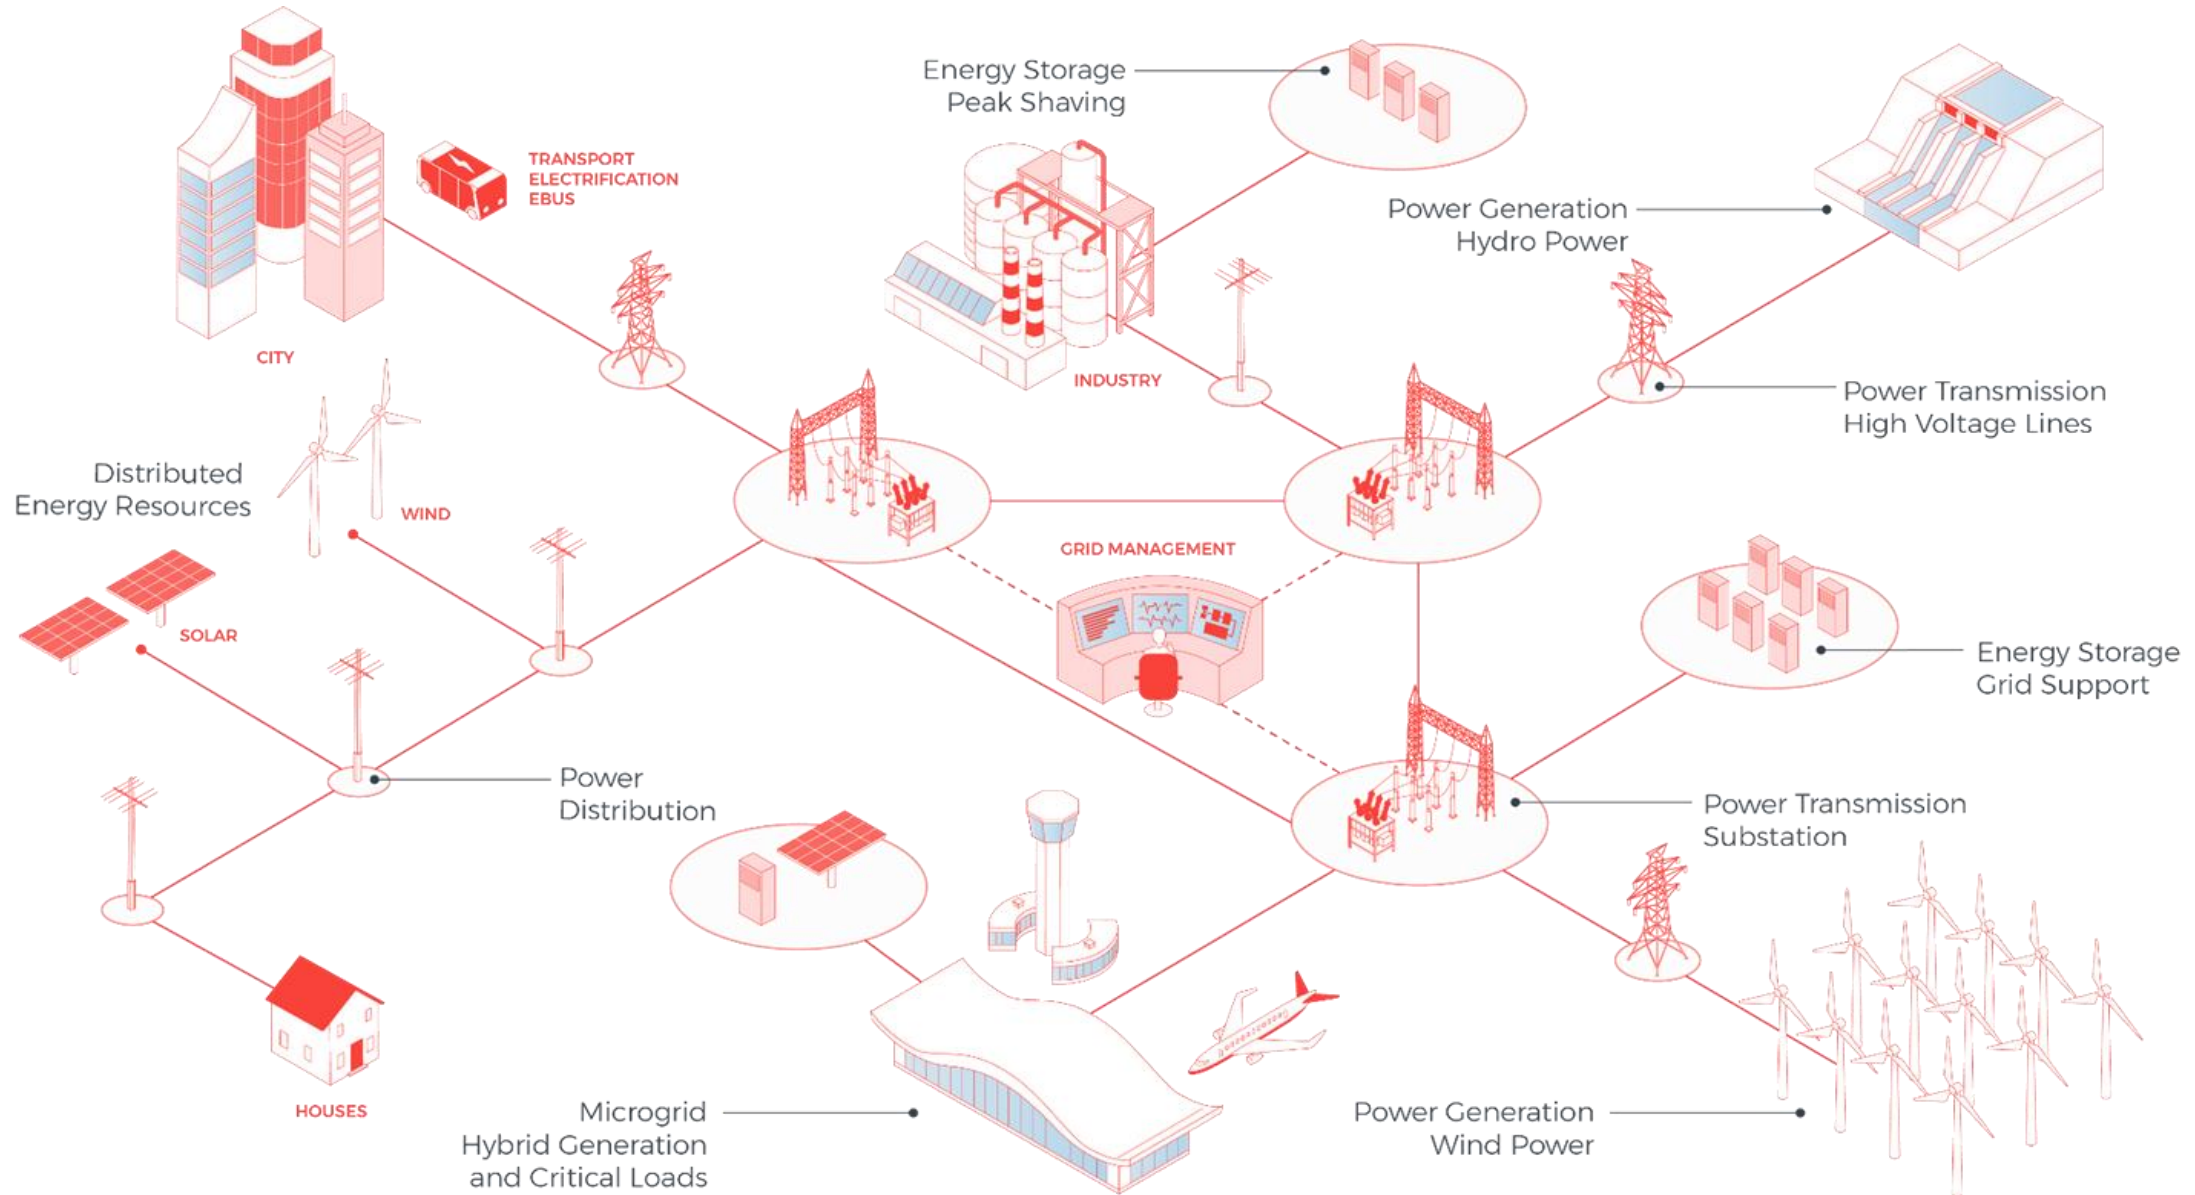 Energy Storage
Peak Shaving
TRANSPORT
ELECTRIFICATION
EBUS
Power Generation
Hydro Power
CITY
INDUSTRY
Power Transmission
High Voltage Lines
Distributed
Energy Resources
WIND
GRID MANAGEMENT
SOLAR
Energy Storage
Grid Support
Power
Distribution
Power Transmission
Substation
HOUSES
Microgrid
Hybrid Generation
and Critical Loads
Power Generation
Wind Power